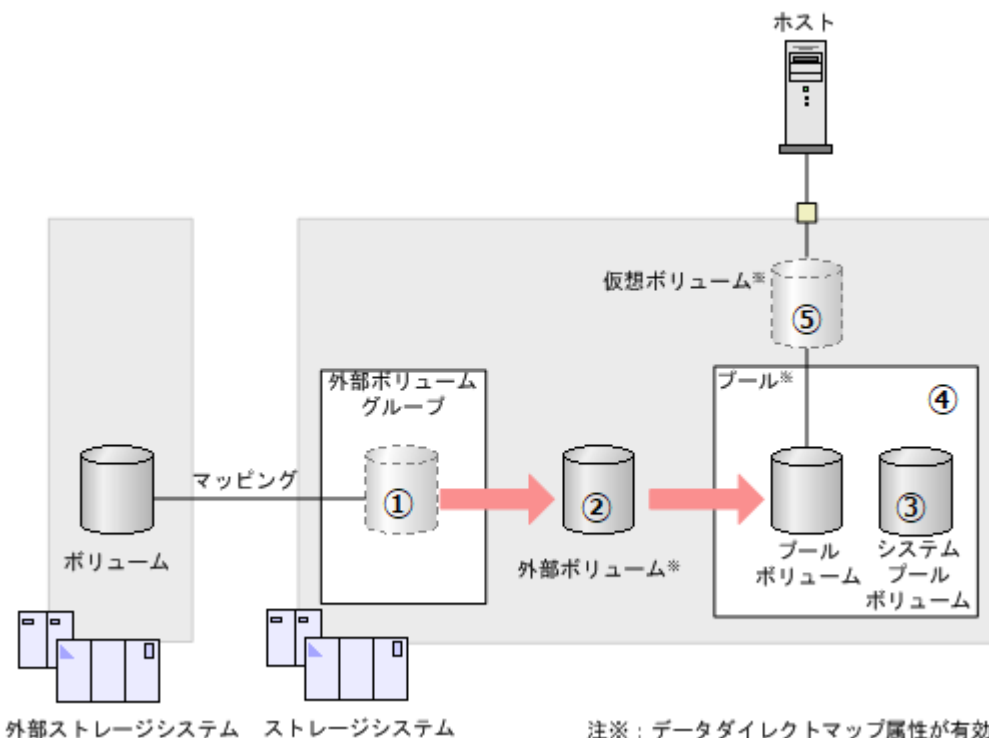 ホスト
仮想ボリューム※
⑤
外部ボリューム
グループ
プール※
④
マッピング
①
②
③
ボリューム
外部ボリューム※
プール
ボリューム
システム
プール
ボリューム
外部ストレージシステム
ストレージシステム
注※：データダイレクトマップ属性が有効